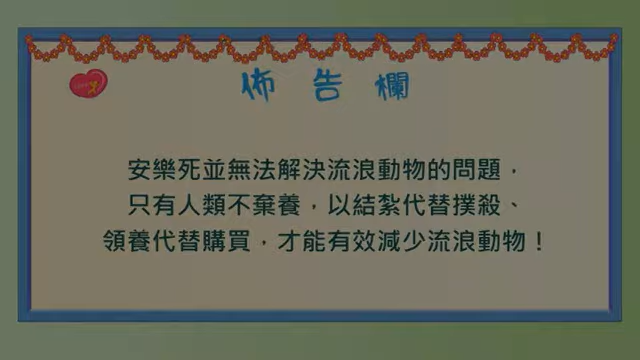 佈告欄
安樂死並無法解決流浪動物的問題，
只有人類不棄養，以結紮代替撲殺、
領養代替購買，才能有效減少流浪動物！